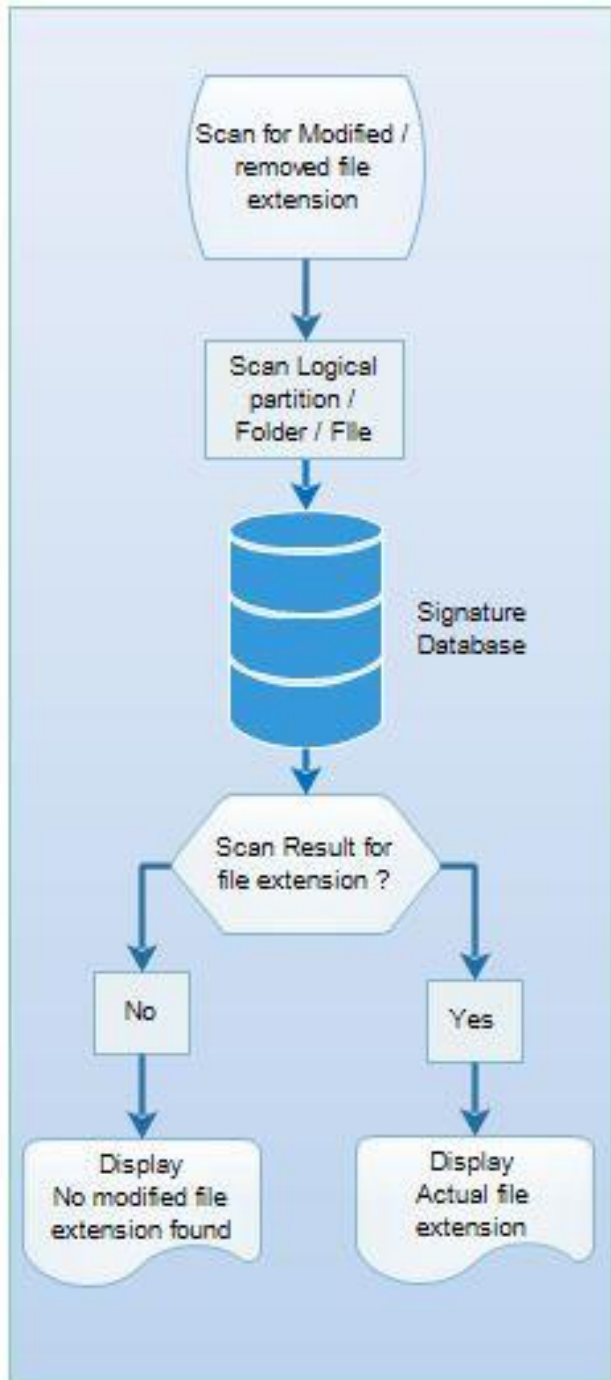 Scan for Modified /
removed file
extension
Scan Logical
partition /
Folder / File
Signature
Database
Scan Result for
file extension ?
No
Yes
Display
No modified file
extension found
Display
Actual file
extension